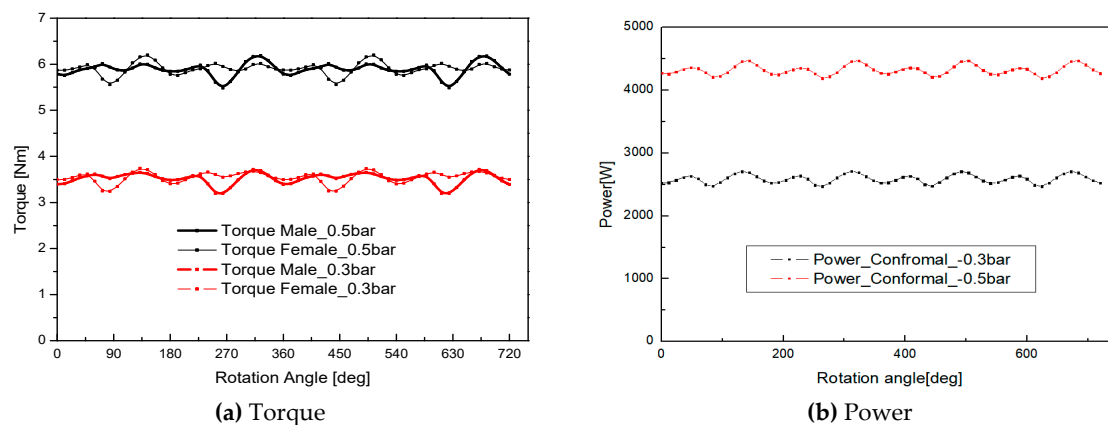 7
6
5
4
3
2
1
0
Torque [Nm]
Torque Male_0.5bar
Torque Female_0.5bar
Torque Male_0.3bar
Torque Female_0.3bar
0 90 180 270 360 450 540 630 720
Rotation Angle [deg]
(a) Torque
5000
4000
3000
2000
1000
0
Power[W]
Power_Confromal_-0.3bar
Power_Conformal_-0.5bar
0 200 400 600
Rotation angle[deg]
(b) Power